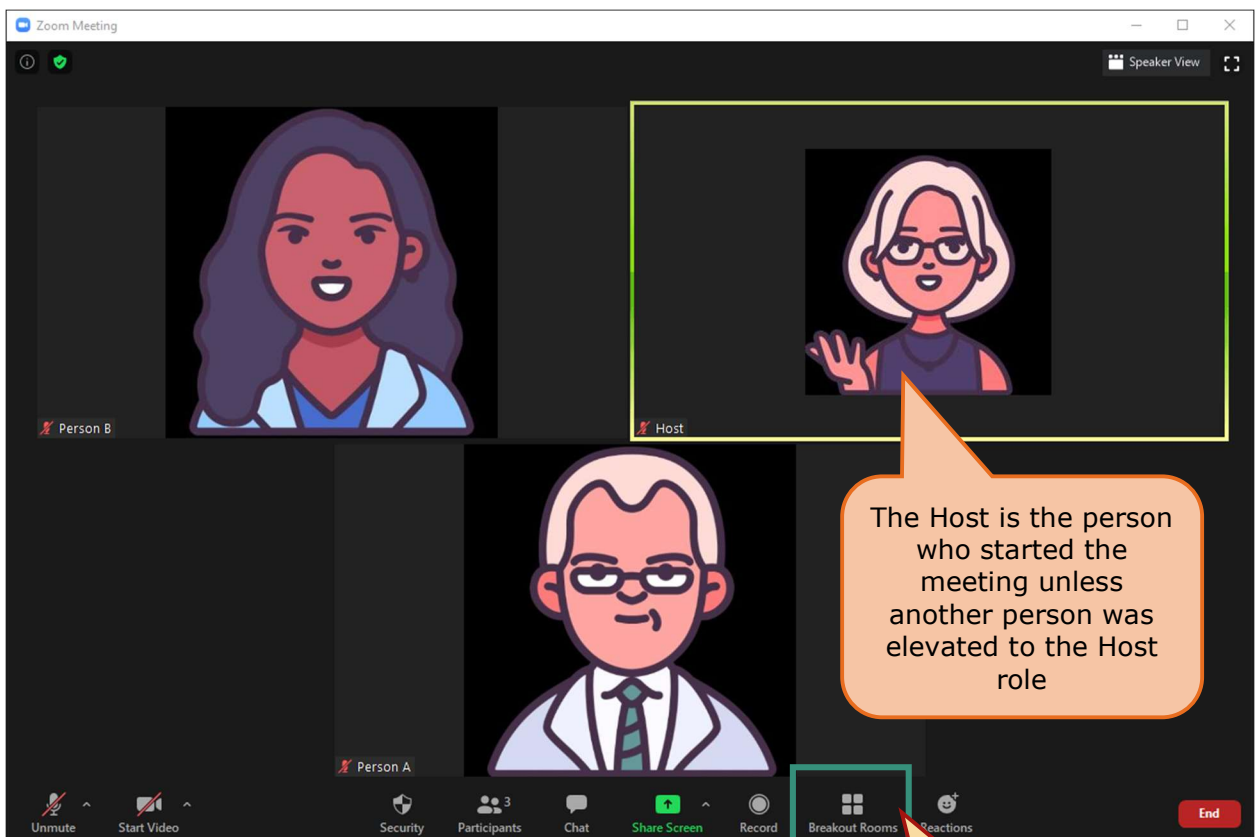 Zoom Meeting
Speaker View
Person B
Host
The Host is the person
who started the
meeting unless
another person was
elevated to the Host
role
Person A
3
Unmute
Start Video
Security
Participants
Chat
Share Screen
Record
Breakout Rooms
Reactions
End